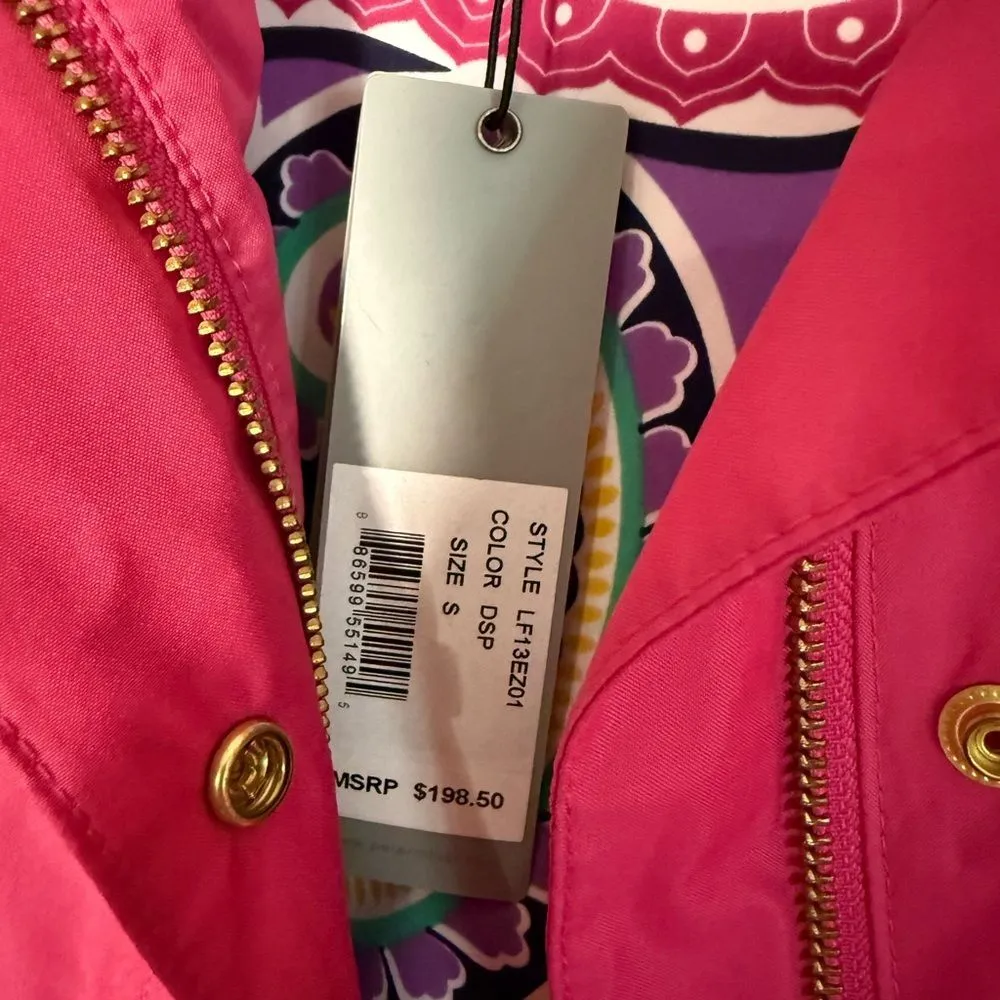 STYLE LF13EZ01
COLOR DSP
SIZE S
8 86599 55149 5
MSRP $198.50